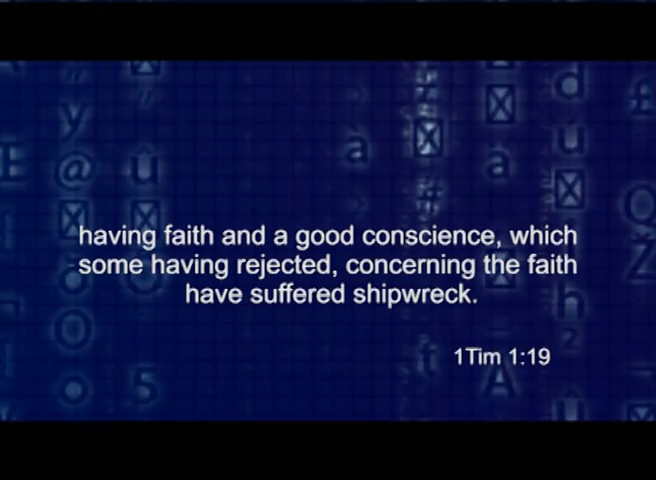 having faith and a good conscience, which
some having rejected, concerning the faith
have suffered shipwreck.
1Tim 1:19